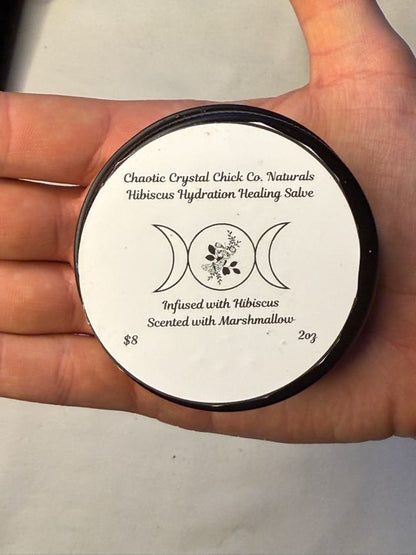 Chaotic Crystal Chick Co. Naturals
Hibiscus Hydration Healing Salve
Infused with Hibiscus
Scented with Marshmallow
$8 2oz